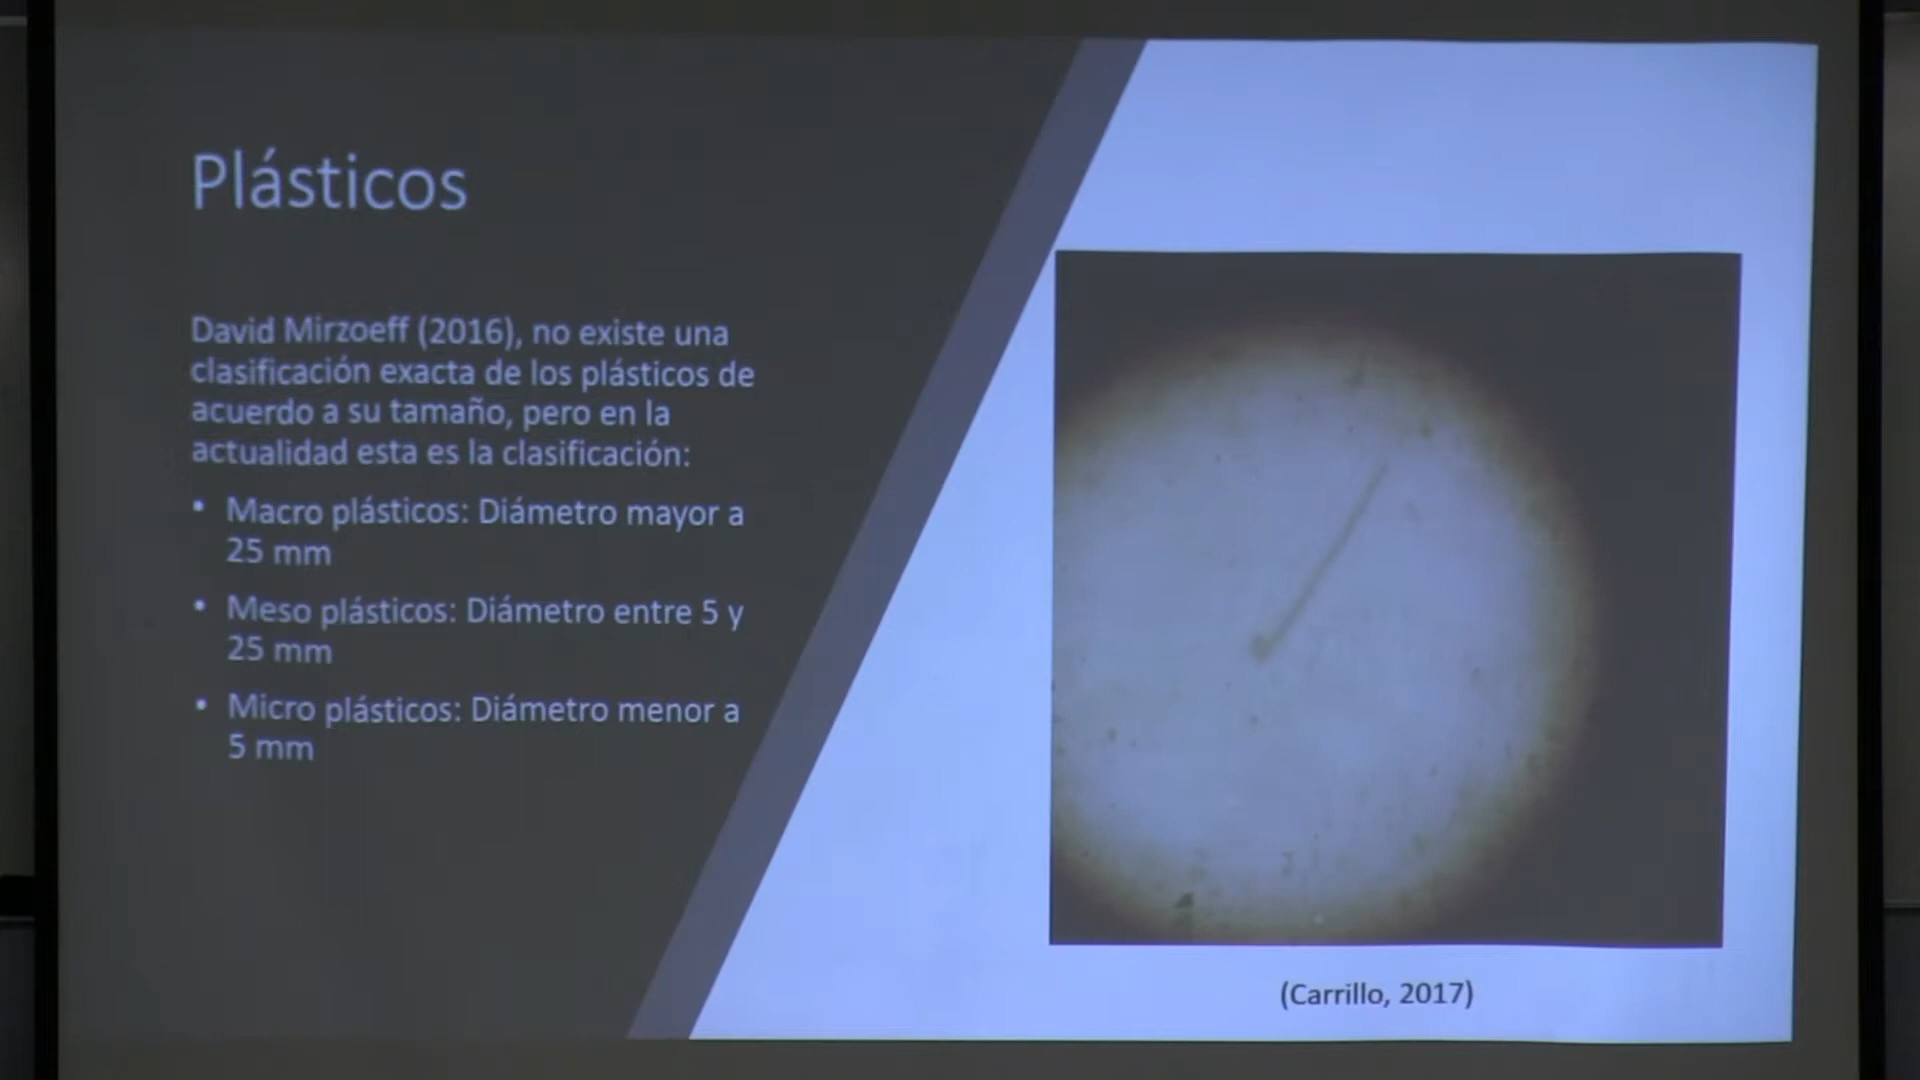 Plásticos
David Mirzoeff (2016), no existe una
clasificación exacta de los plásticos de
acuerdo a su tamaño, pero en la
actualidad esta es la clasificación:
• Macro plásticos: Diámetro mayor a
25 mm
• Meso plásticos: Diámetro entre 5 y
25 mm
• Micro plásticos: Diámetro menor a
5 mm
(Carrillo, 2017)